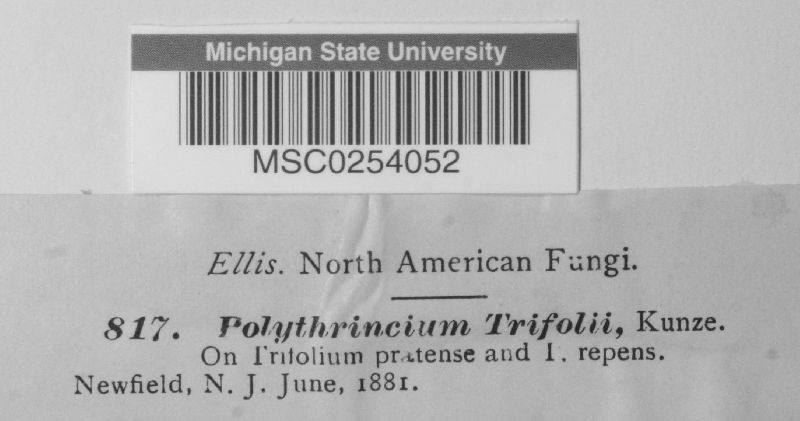 Michigan State University
MSC0254052
Ellis. North American Fungi.
817. Polythrincium Trifolii, Kunze.
On Trifolium pratense and T. repens.
Newfield, N. J. June, 1881.